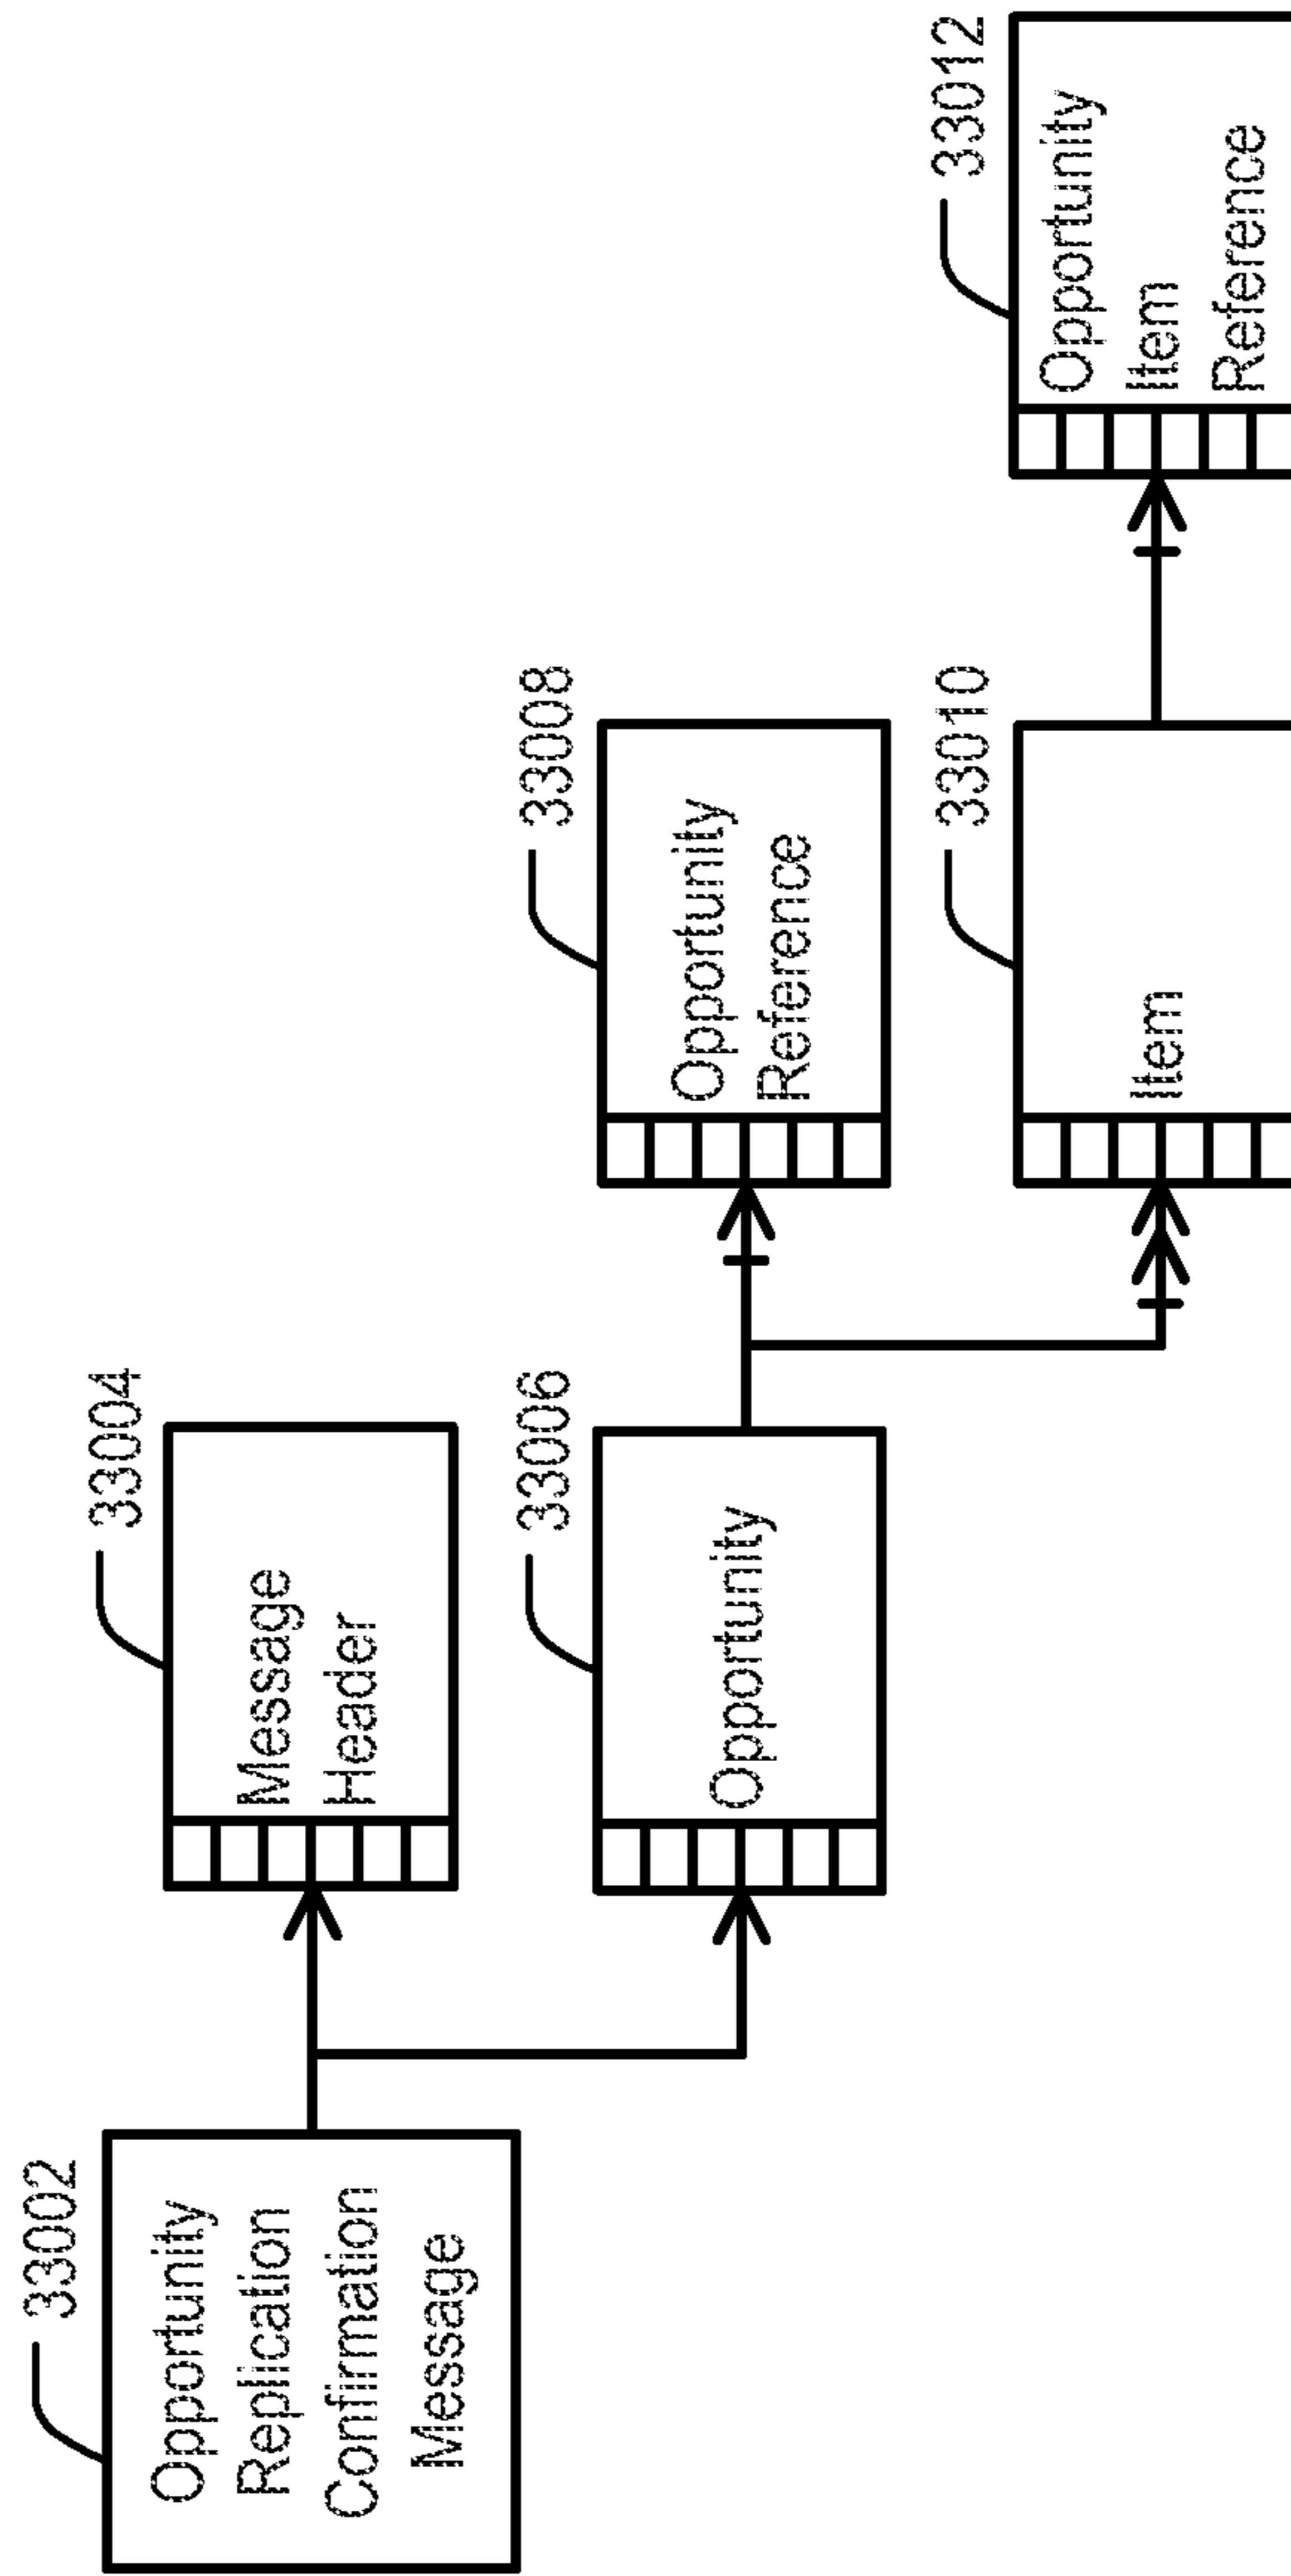 33002
Opportunity
Replication
Confirmation
Message
33004
Message
Header
33006
Opportunity
33008
Opportunity
Reference
33010
Item
33012
Opportunity
Item
Reference